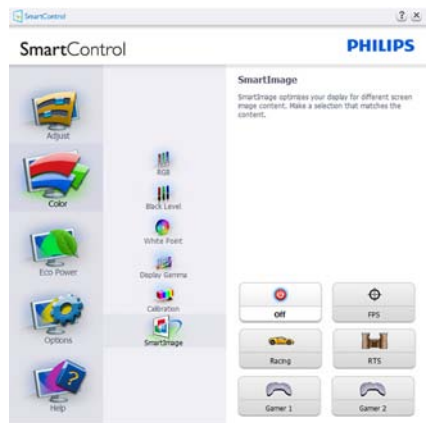 SmartControl
SmartControl
PHILIPS
Adjust
Color
Eco Power
Options
Help
RGB
Black Level
White Point
Display Gamma
Calibration
SmartImage
SmartImage
SmartImage optimises your display for different screen
image content. Make a selection that matches the
content.
Off
FPS
Racing
RTS
Gamer 1
Gamer 2